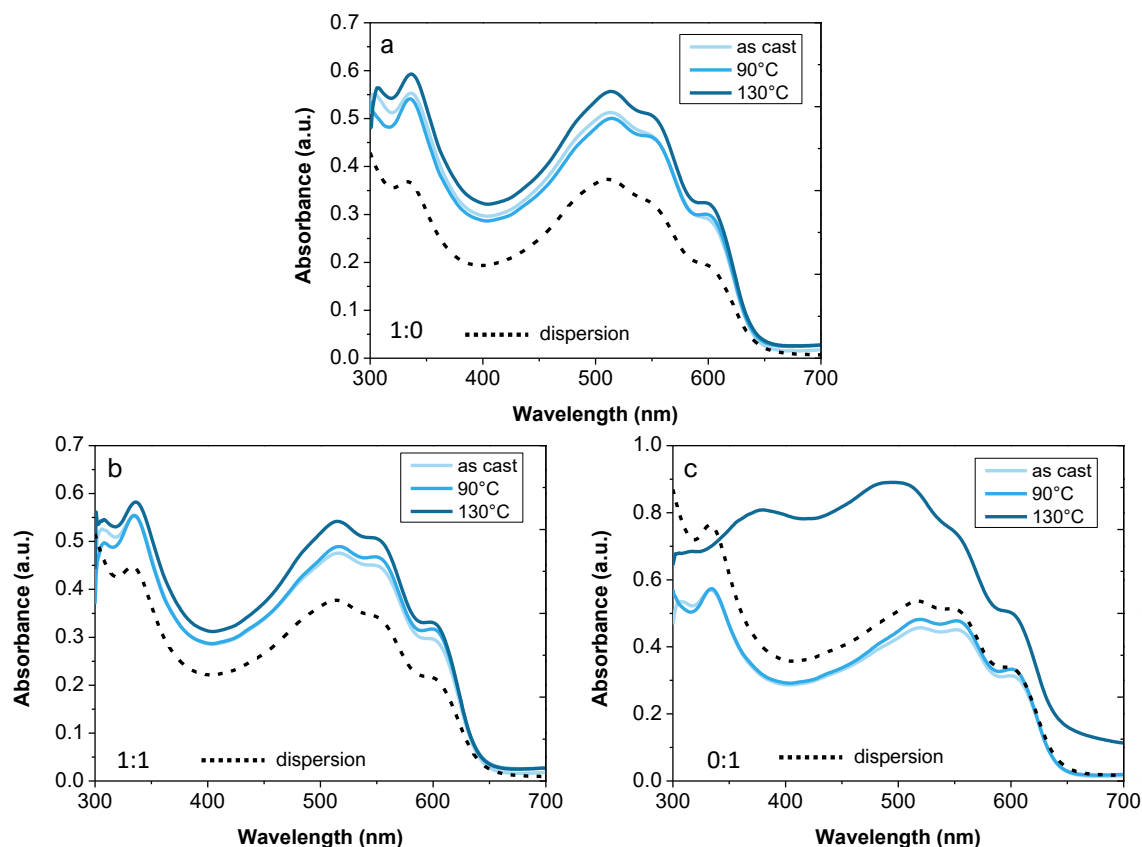 a
as cast
90°C
130°C
1:0
dispersion
0.7
0.6
0.5
0.4
0.3
0.2
0.1
0.0
Absorbance (a.u.)
300 400 500 600 700
Wavelength (nm)
b
as cast
90°C
130°C
1:1
dispersion
0.7
0.6
0.5
0.4
0.3
0.2
0.1
0.0
Absorbance (a.u.)
300 400 500 600 700
Wavelength (nm)
c
as cast
90°C
130°C
0:1
dispersion
1.0
0.8
0.6
0.4
0.2
0.0
Absorbance (a.u.)
300 400 500 600 700
Wavelength (nm)